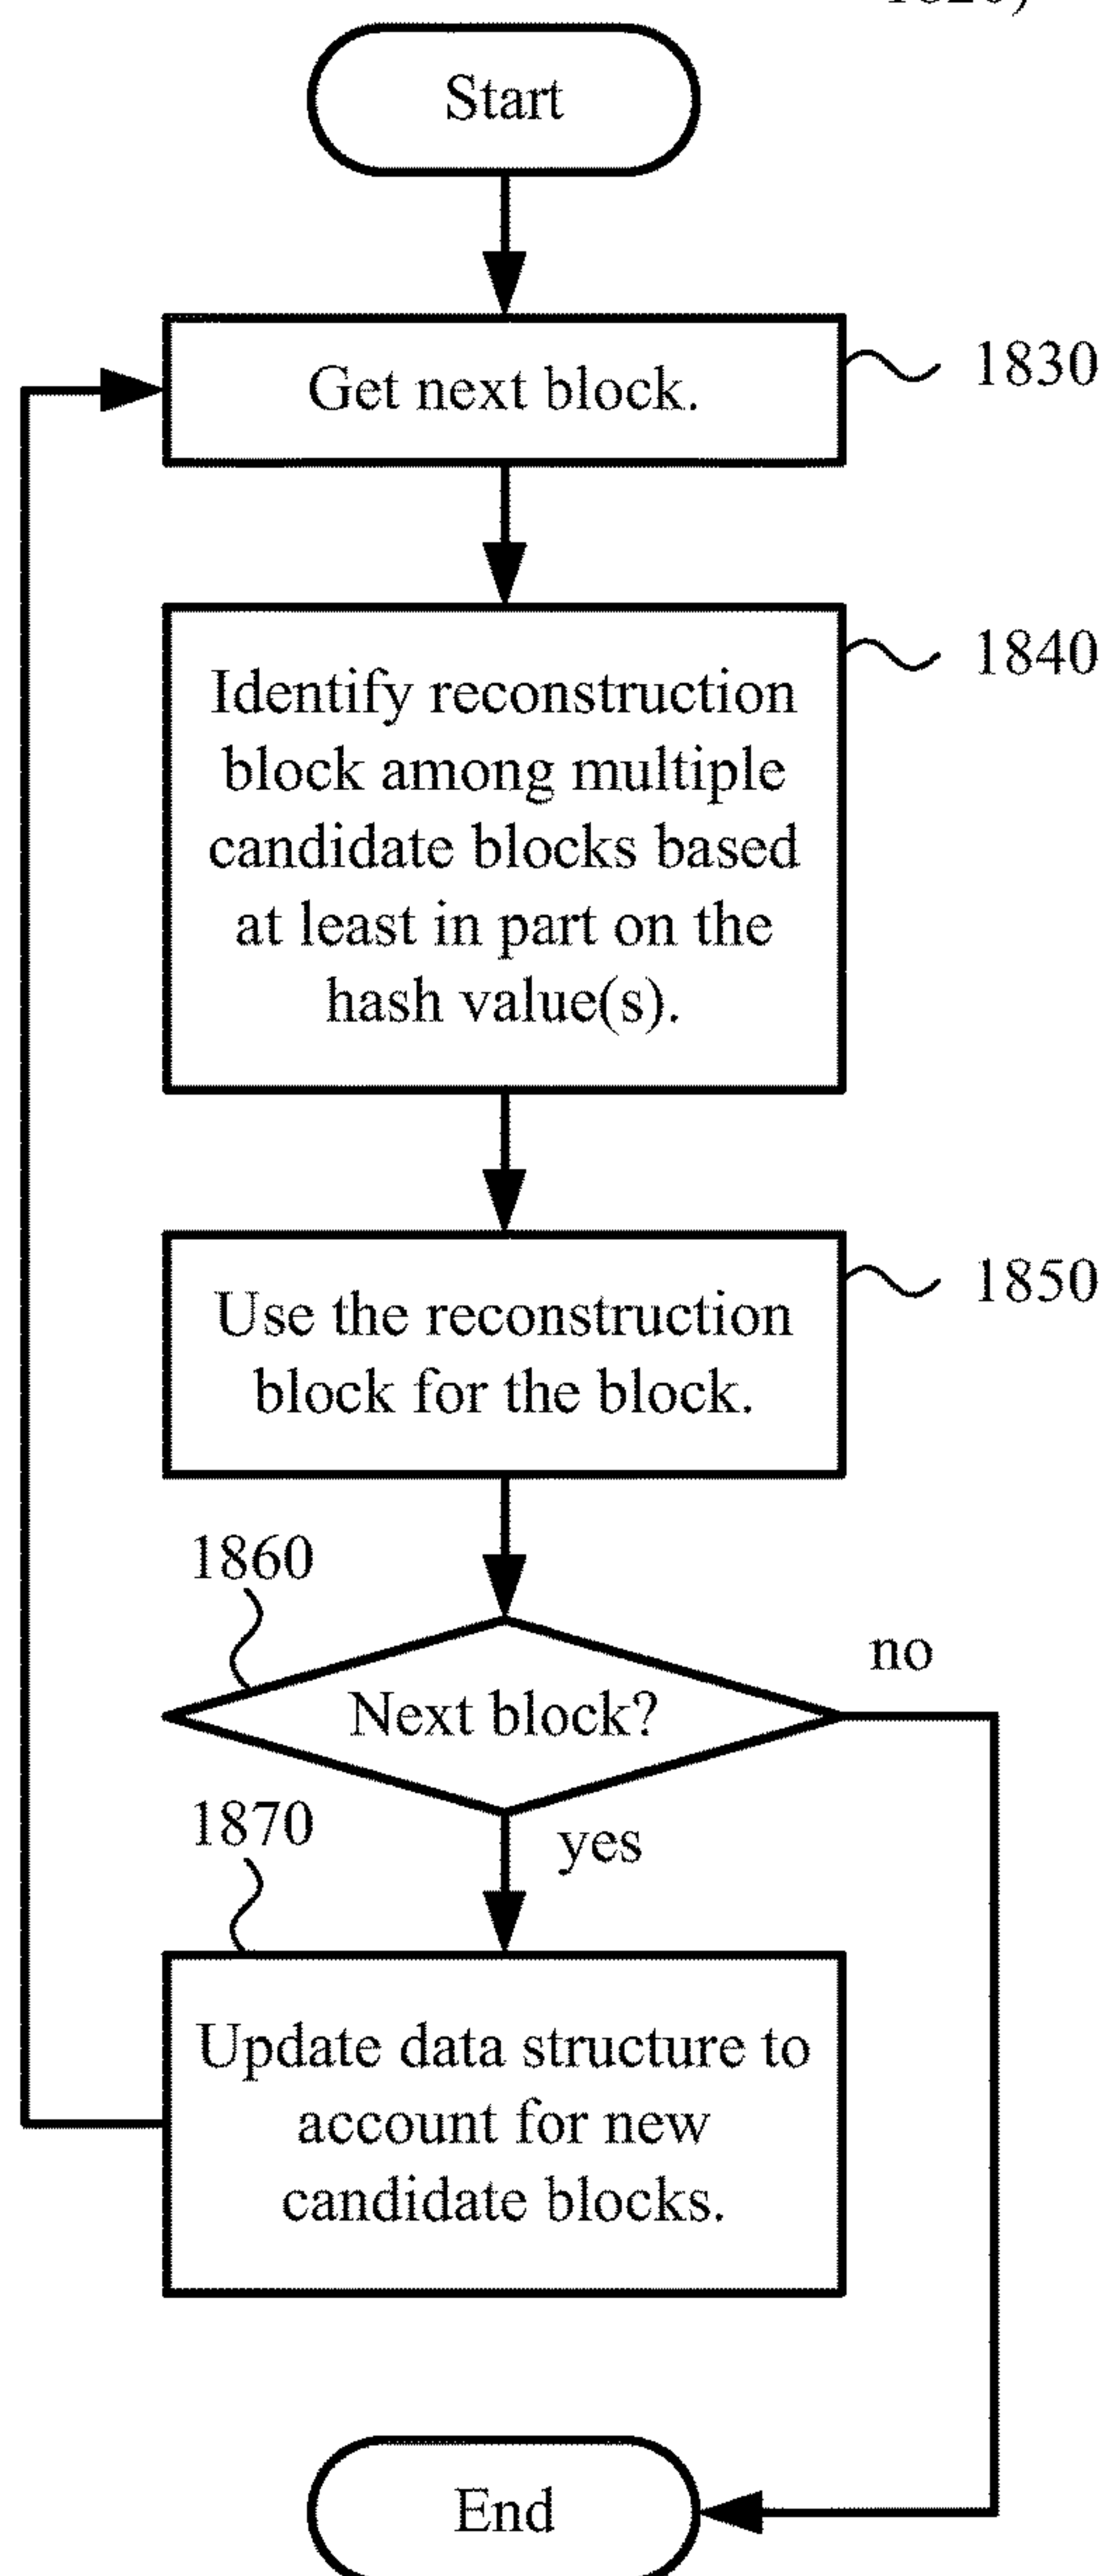 Start
Get next block.
1830
1840
Identify reconstruction
block among multiple
candidate blocks based
at least in part on the
hash value(s).
1850
Use the reconstruction
block for the block.
1860
no
Next block?
1870
yes
Update data structure to
account for new
candidate blocks.
End